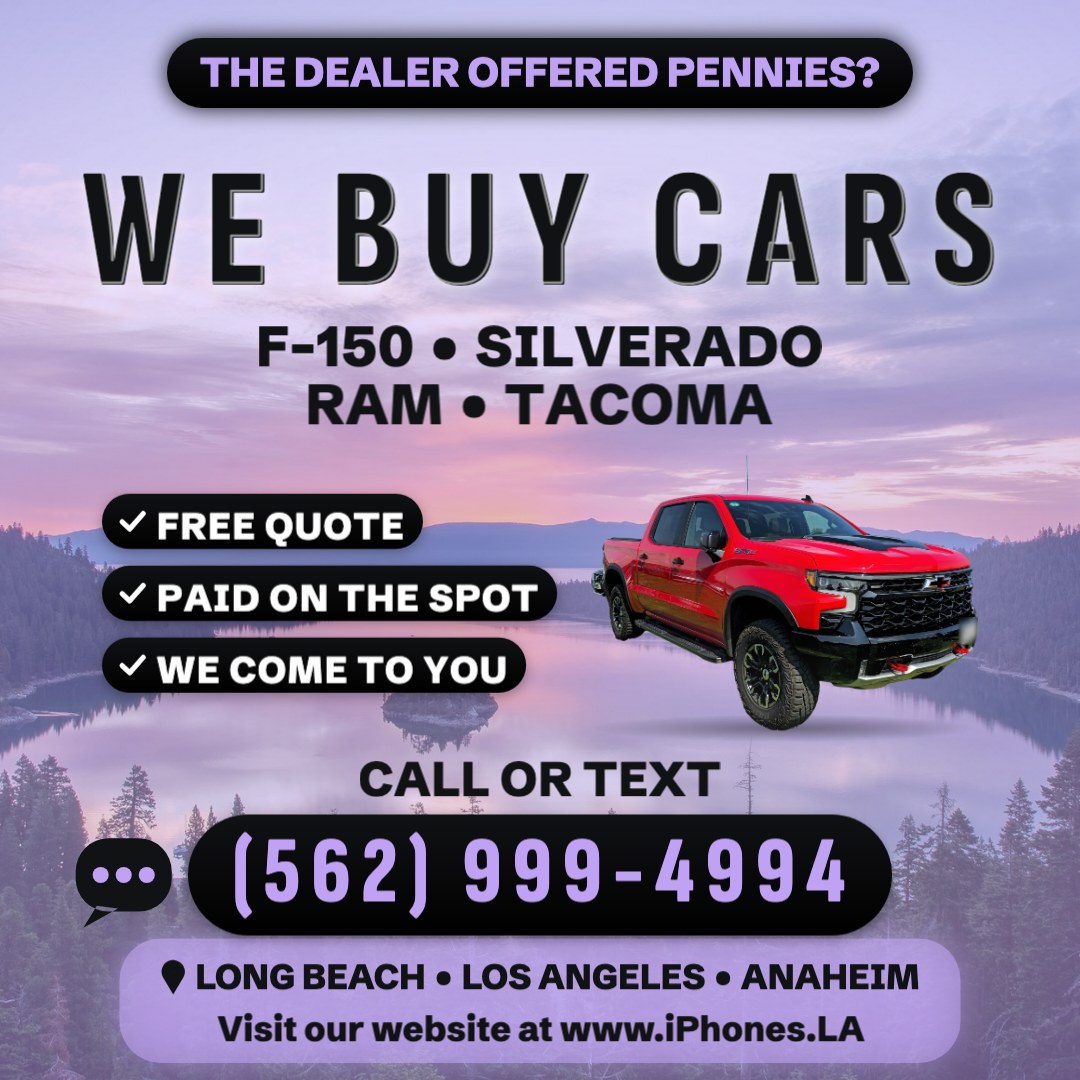 THE DEALER OFFERED PENNIES?
WE BUY CARS
F-150 • SILVERADO
RAM • TACOMA
FREE QUOTE
PAID ON THE SPOT
WE COME TO YOU
CALL OR TEXT
(562) 999-4994
LONG BEACH • LOS ANGELES • ANAHEIM
Visit our website at www.iPhones.LA